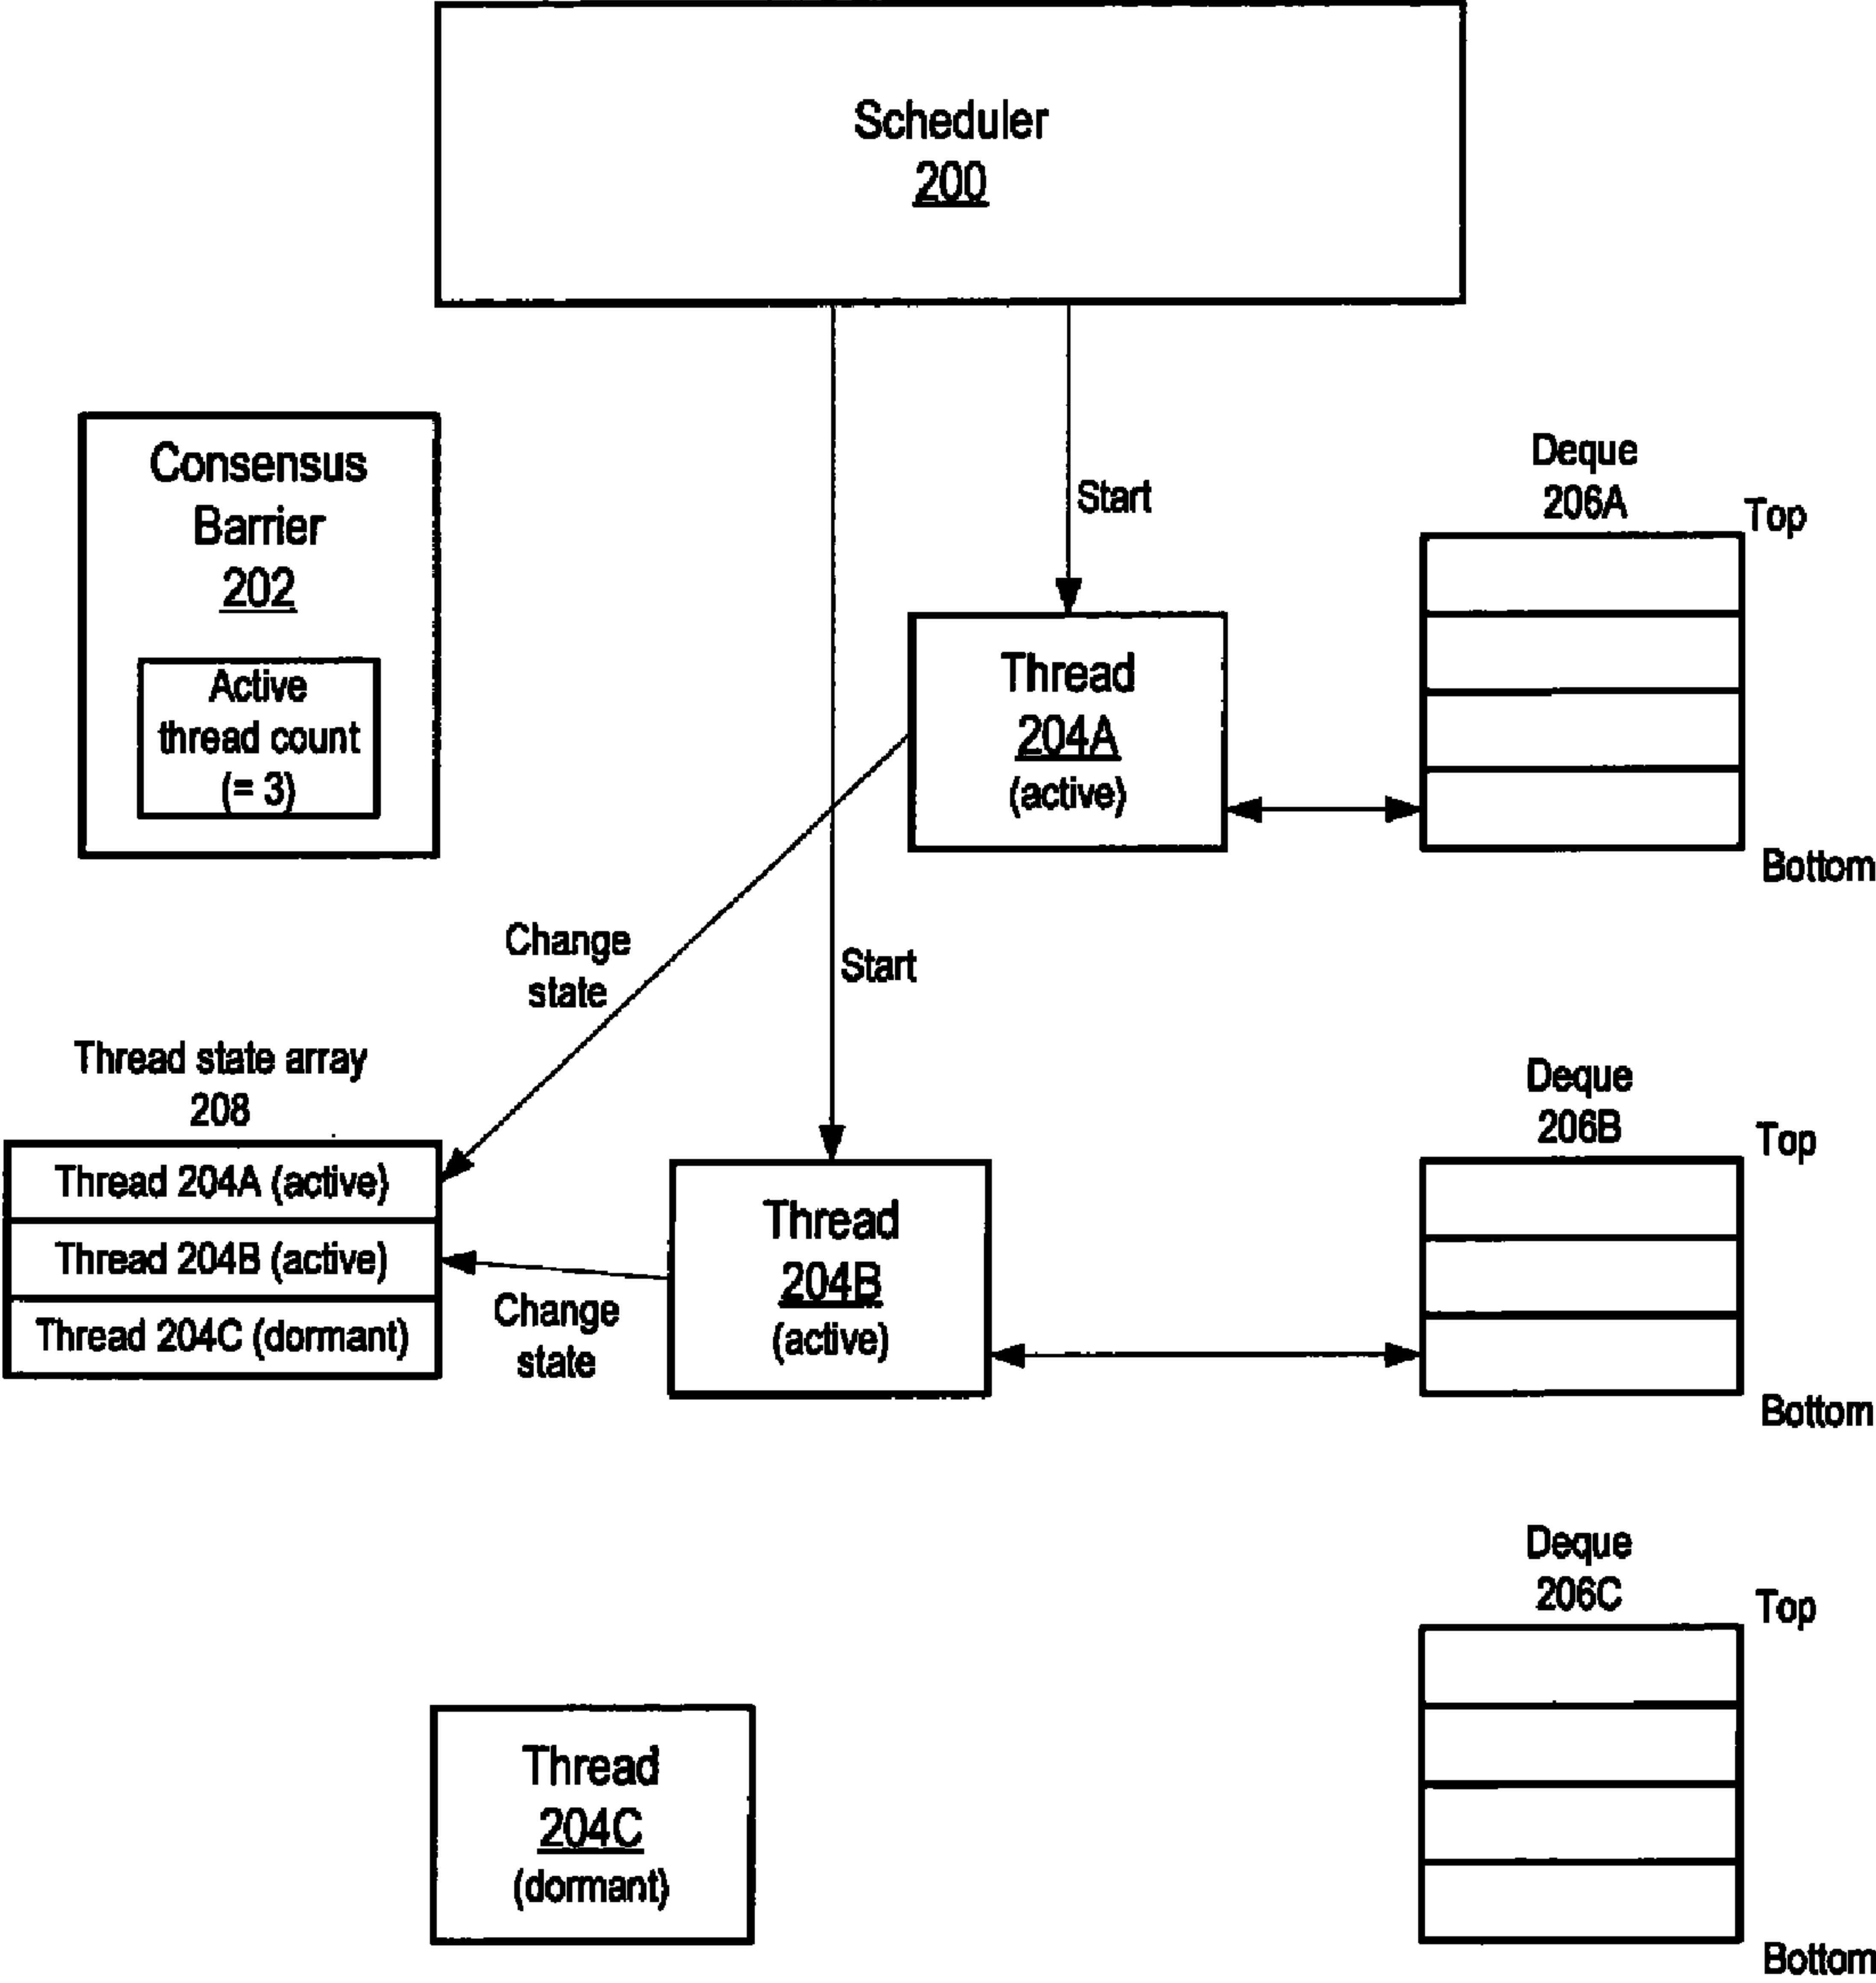 Scheduler
200
Consensus
Barrier
202
Active
thread count
(= 3)
Start
Thread
204A
(active)
Deque
206A
Top
Bottom
Change
state
Start
Thread state array
208
Thread 204A (active)
Thread 204B (active)
Thread 204C (dormant)
Change
state
Thread
204B
(active)
Deque
206B
Top
Bottom
Thread
204C
(dormant)
Deque
206C
Top
Bottom